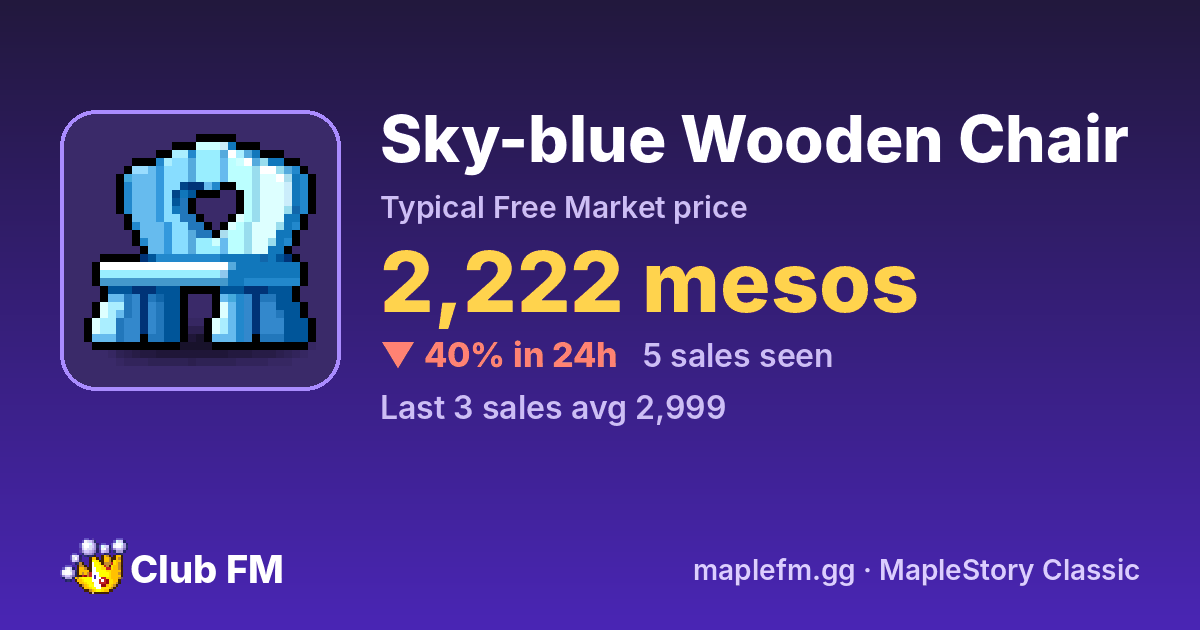 Sky-blue Wooden Chair
Typical Free Market price
2,222 mesos
▼ 40% in 24h 5 sales seen
Last 3 sales avg 2,999
Club FM
maplefm.gg · MapleStory Classic